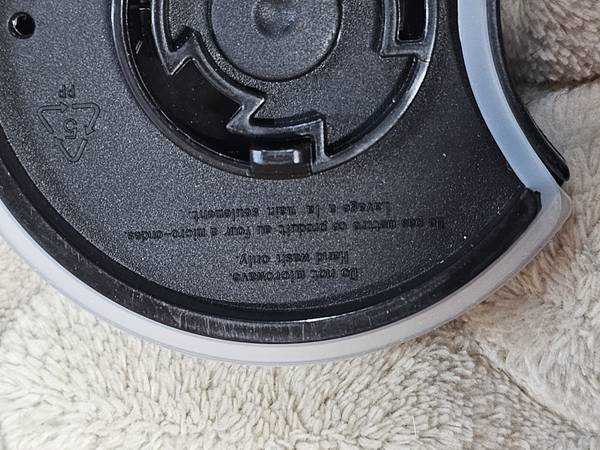 Do not microwave
Hand wash only.
Ne pas mettre ce produit au four a micro-ondes
Lavage a la main seulement.
5
PP